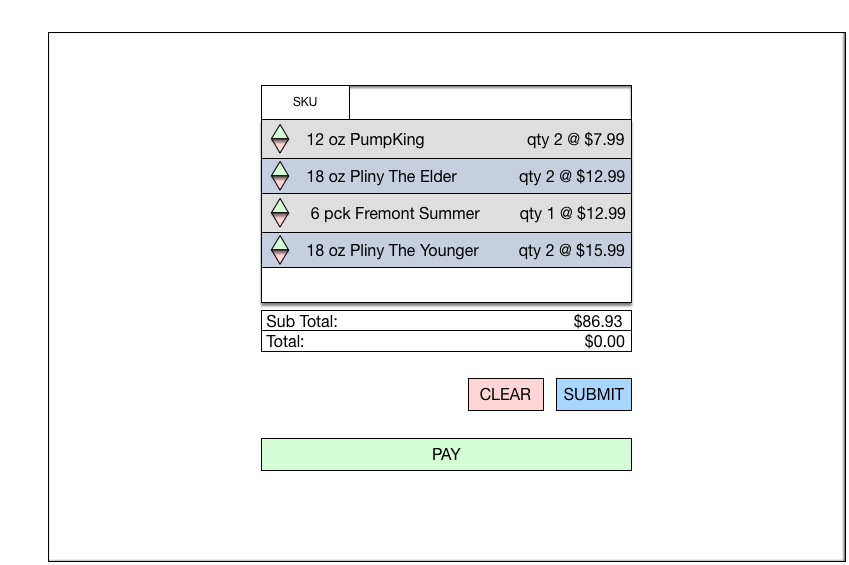 SKU
12 oz PumpKing qty 2 @ $7.99
18 oz Pliny The Elder qty 2 @ $12.99
6 pck Fremont Summer qty 1 @ $12.99
18 oz Pliny The Younger qty 2 @ $15.99
Sub Total: $86.93
Total: $0.00
CLEAR SUBMIT
PAY